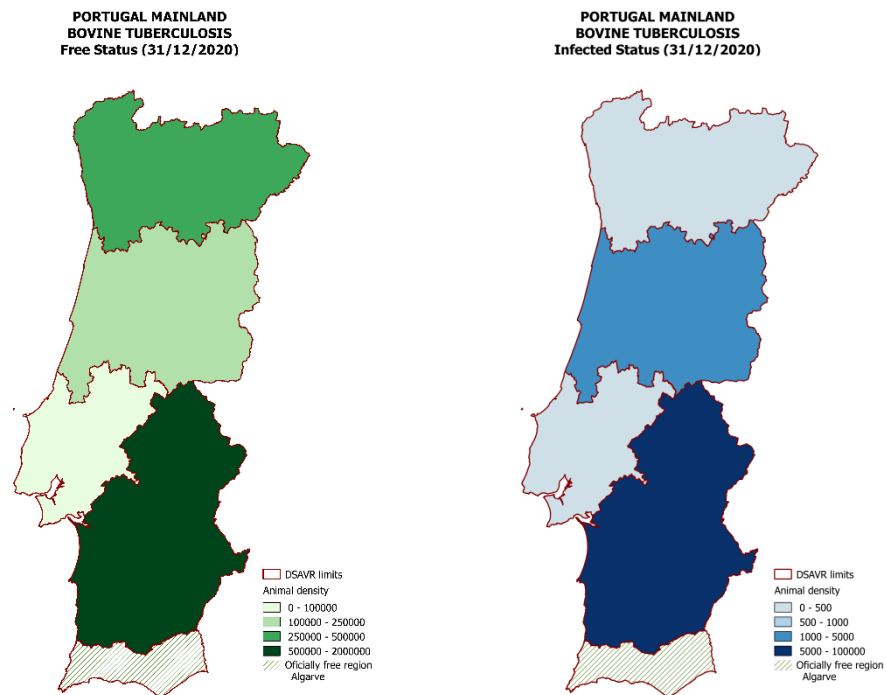 PORTUGAL MAINLAND
BOVINE TUBERCULOSIS
Free Status (31/12/2020)
DSAVR limits
Animal density
0 - 100000
100000 - 250000
250000 - 500000
500000 - 2000000
Oficially free region
Algarve
PORTUGAL MAINLAND
BOVINE TUBERCULOSIS
Infected Status (31/12/2020)
DSAVR limits
Animal density
0 - 500
500 - 1000
1000 - 5000
5000 - 100000
Oficially free region
Algarve